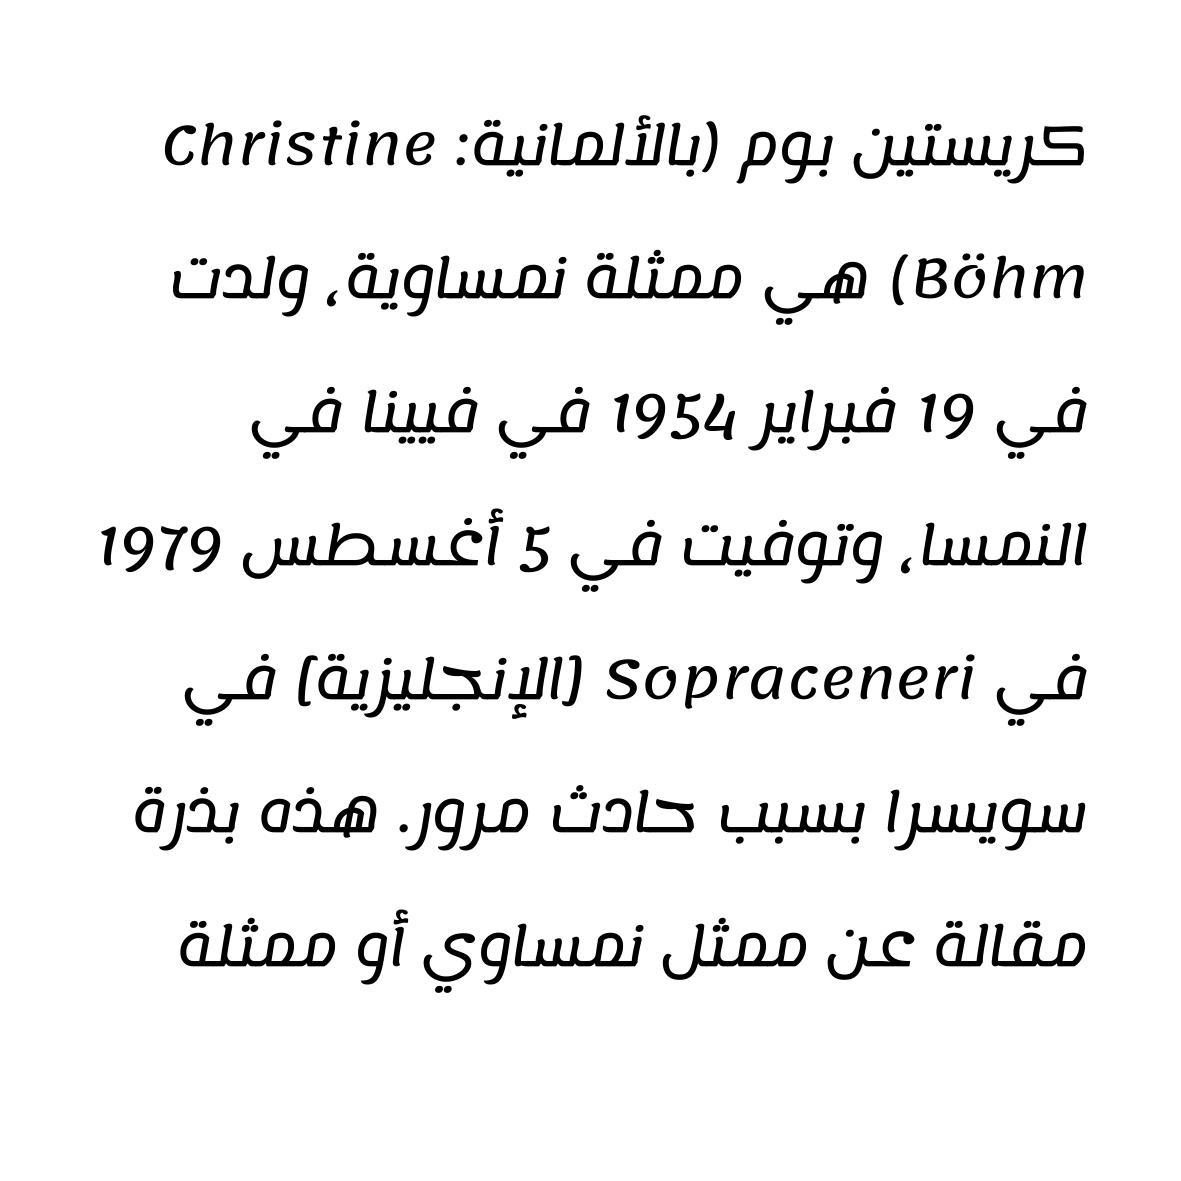 كريستين بوم (بالألمانية: Christine
Böhm) هي ممثلة نمساوية، ولدت
في 19 فبراير 1954 في فيينا في
النمسا، وتوفيت في 5 أغسطس 1979
في Sopraceneri [الإنجليزية] في
سويسرا بسبب حادث مرور. هذه بذرة
مقالة عن ممثل نمساوي أو ممثلة